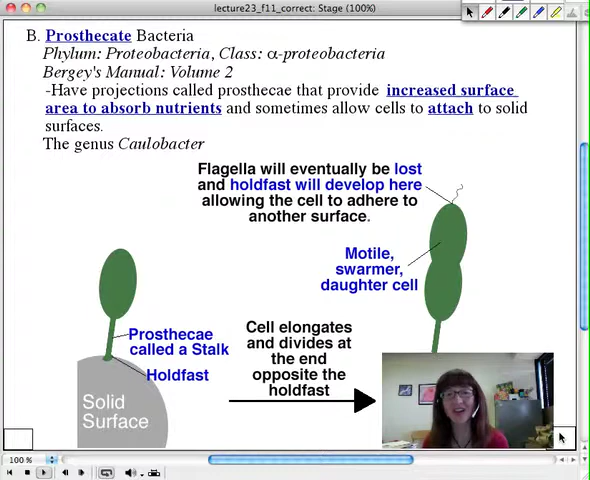 lecture23_f11_correct: Stage (100%)
B. Prosthecate Bacteria
Phylum: Proteobacteria, Class: α-proteobacteria
Bergey's Manual: Volume 2
-Have projections called prosthecae that provide increased surface
area to absorb nutrients and sometimes allow cells to attach to solid
surfaces.
The genus Caulobacter
Flagella will eventually be lost
and holdfast will develop here
allowing the cell to adhere to
another surface.
Motile,
swarmer,
daughter cell
Prosthecae
called a Stalk
Holdfast
Cell elongates
and divides at
the end
opposite the
holdfast
Solid
Surface
100 %